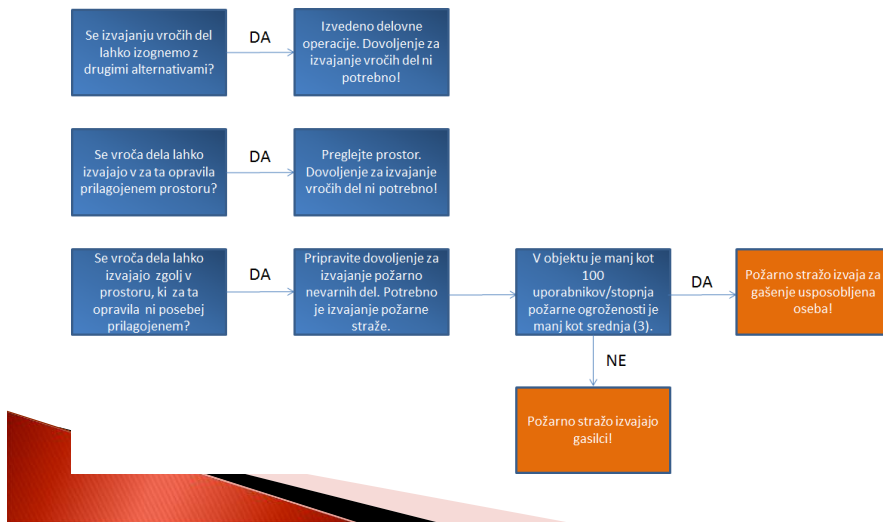 Se izvajanju vročih del
lahko izognemo z
drugimi alternativami?
DA
Izvedeno delovne
operacije. Dovoljenje za
izvajanje vročih del ni
potrebno!
Se vroča dela lahko
izvajajo v za ta opravila
prilagojenem prostoru?
DA
Preglejte prostor.
Dovoljenje za izvajanje
vročih del ni potrebno!
Se vroča dela lahko
izvajajo zgolj v
prostoru, ki za ta
opravila ni posebej
prilagojenem?
DA
Pripravite dovoljenje za
izvajanje požarno
nevarnih del. Potrebno
je izvajanje požarne
straže.
V objektu je manj kot
100
uporabnikov/stopnja
požarne ogroženosti je
manj kot srednja (3).
DA
Požarno stražo izvaja za
gašenje usposobljena
oseba!
NE
Požarno stražo izvajajo
gasilci!